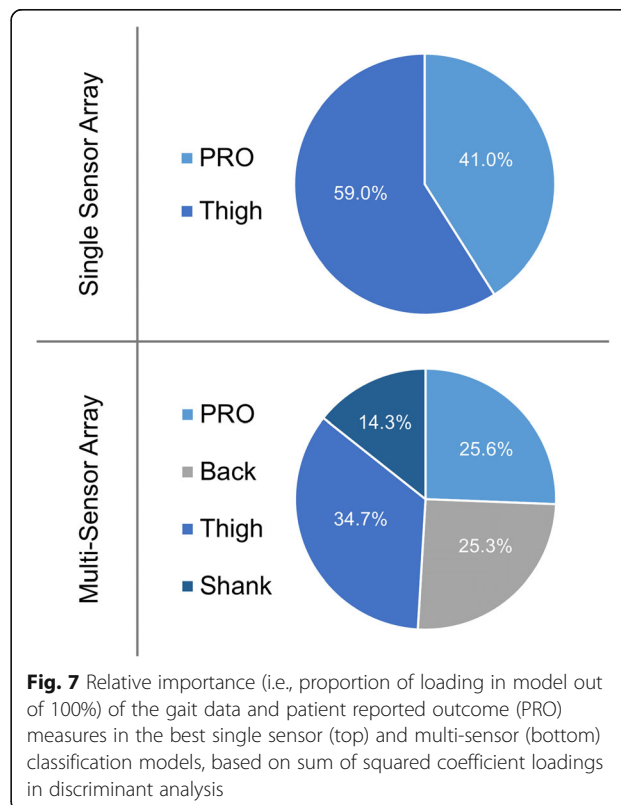 Single Sensor Array
PRO
Thigh
41.0%
59.0%
Multi-Sensor Array
PRO
Back
Thigh
Shank
14.3%
25.6%
34.7%
25.3%
Fig. 7 Relative importance (i.e., proportion of loading in model out
of 100%) of the gait data and patient reported outcome (PRO)
measures in the best single sensor (top) and multi-sensor (bottom)
classification models, based on sum of squared coefficient loadings
in discriminant analysis